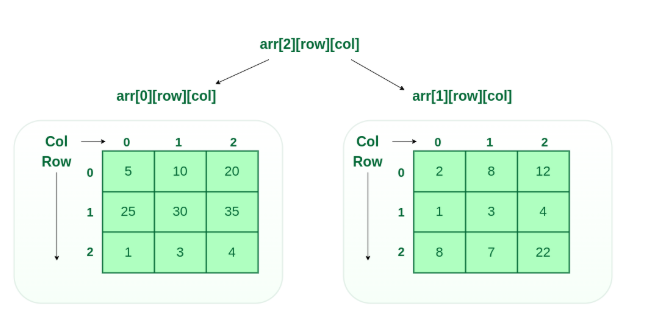 arr[2][row][col]
arr[0][row][col]
arr[1][row][col]
Col 0 1 2
Row
0 5 10 20
1 25 30 35
2 1 3 4
Col 0 1 2
Row
0 2 8 12
1 1 3 4
2 8 7 22